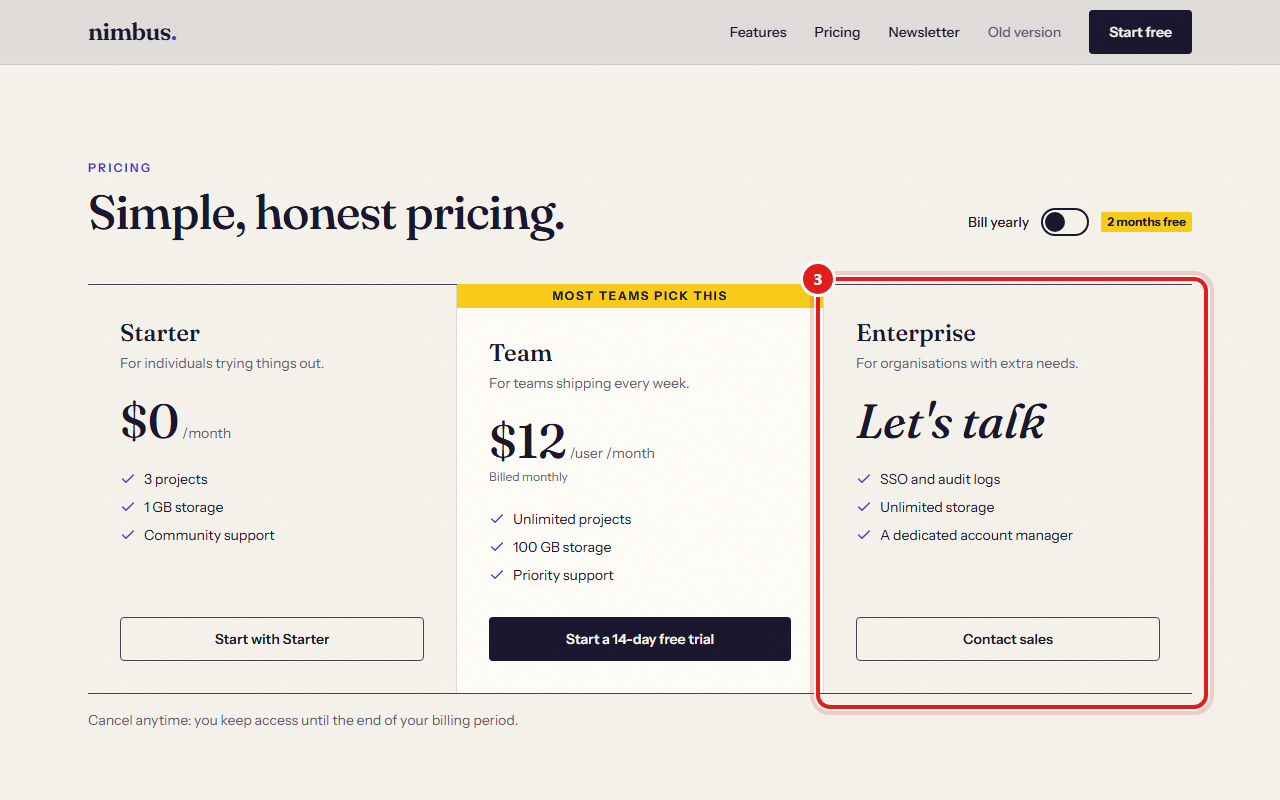 nimbus.
Features
Pricing
Newsletter
Old version
Start free
PRICING
Simple, honest pricing.
Bill yearly
2 months free
3
Starter
For individuals trying things out.
$0 /month
3 projects
1 GB storage
Community support
Start with Starter
MOST TEAMS PICK THIS
Team
For teams shipping every week.
$12 /user /month
Billed monthly
Unlimited projects
100 GB storage
Priority support
Start a 14-day free trial
Enterprise
For organisations with extra needs.
Let's talk
SSO and audit logs
Unlimited storage
A dedicated account manager
Contact sales
Cancel anytime: you keep access until the end of your billing period.